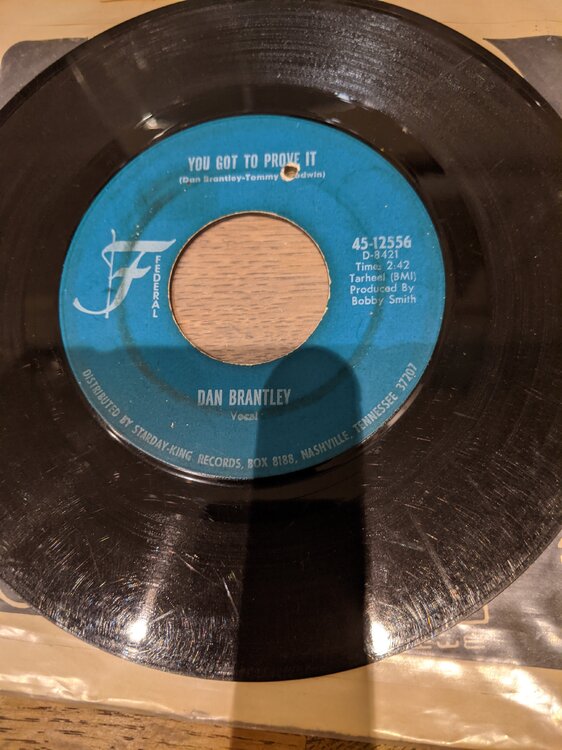 YOU GOT TO PROVE IT
(Dan Brantley-Tommy
45-12556
D-8421
Time: 2:42
Tarheel (BMI)
Produced By
Bobby Smith
F
FEDERAL
DAN BRANTLEY
Vocal
DISTRIBUTED BY STARDAY-KING RECORDS, BOX 8188, NASHVILLE, TENNESSEE 37207